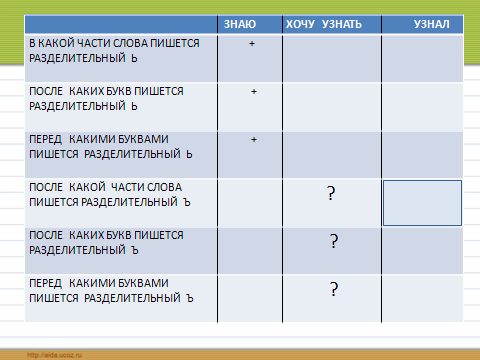 ЗНАЮ ХОЧУ УЗНАТЬ УЗНАЛ
В КАКОЙ ЧАСТИ СЛОВА ПИШЕТСЯ +
РАЗДЕЛИТЕЛЬНЫЙ Ь
ПОСЛЕ КАКИХ БУКВ ПИШЕТСЯ +
РАЗДЕЛИТЕЛЬНЫЙ Ь
ПЕРЕД КАКИМИ БУКВАМИ +
ПИШЕТСЯ РАЗДЕЛИТЕЛЬНЫЙ Ь
ПОСЛЕ КАКОЙ ЧАСТИ СЛОВА ?
ПИШЕТСЯ РАЗДЕЛИТЕЛЬНЫЙ Ъ
ПОСЛЕ КАКИХ БУКВ ПИШЕТСЯ ?
РАЗДЕЛИТЕЛЬНЫЙ Ъ
ПЕРЕД КАКИМИ БУКВАМИ ?
ПИШЕТСЯ РАЗДЕЛИТЕЛЬНЫЙ Ъ
http://aida.ucoz.ru